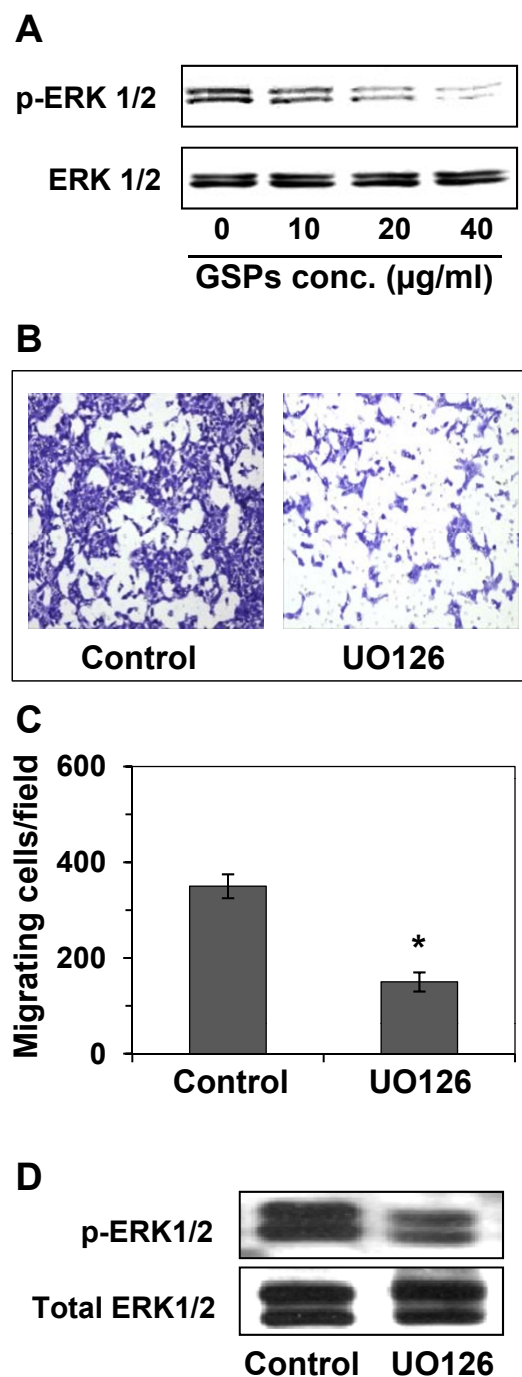 A
p-ERK 1/2
ERK 1/2
0 10 20 40
GSPs conc. (µg/ml)
B
Control UO126
C
Migrating cells/field
600
400
200
0
*
Control UO126
D
p-ERK1/2
Total ERK1/2
Control UO126